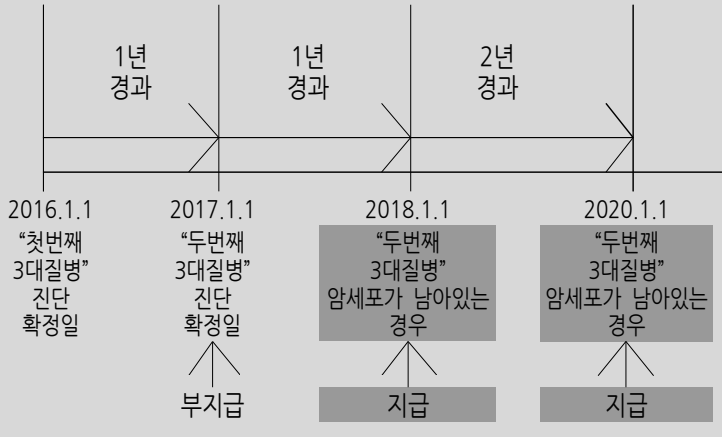 1년
경과
1년
경과
2년
경과
2016.1.1
“첫번째
3대질병”
진단
확정일
2017.1.1
“두번째
3대질병”
진단
확정일
2018.1.1
“두번째
3대질병”
암세포가 남아있는
경우
2020.1.1
“두번째
3대질병”
암세포가 남아있는
경우
부지급
지급
지급